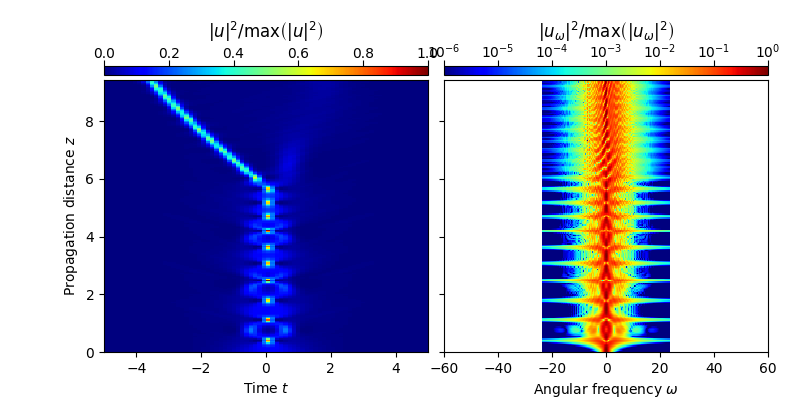 |u|²/max(|u|²)
|u_ω|²/max(|u_ω|²)
0.0 0.2 0.4 0.6 0.8 1.0
10⁻⁶ 10⁻⁵ 10⁻⁴ 10⁻³ 10⁻² 10⁻¹ 10⁰
Propagation distance z
8
6
4
2
0
−4 −2 0 2 4
−60 −40 −20 0 20 40 60
Time t
Angular frequency ω